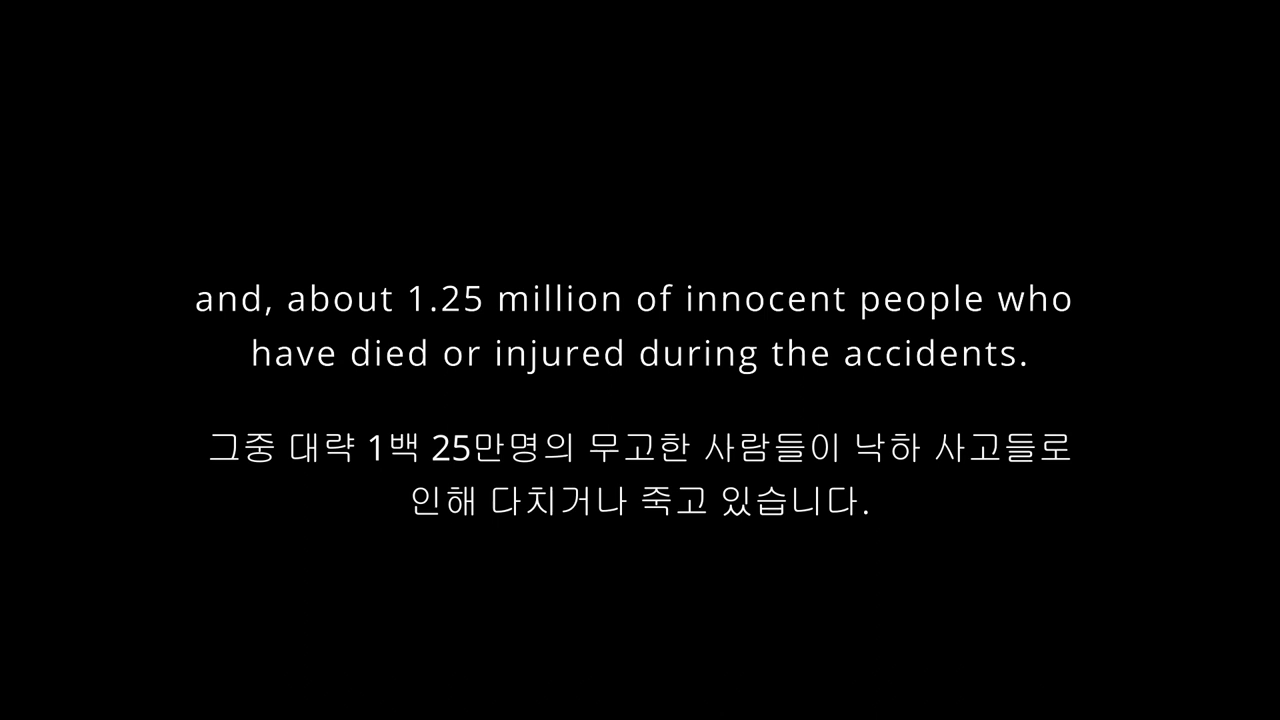 and, about 1.25 million of innocent people who
have died or injured during the accidents.
그중 대략 1백 25만명의 무고한 사람들이 낙하 사고들로
인해 다치거나 죽고 있습니다.